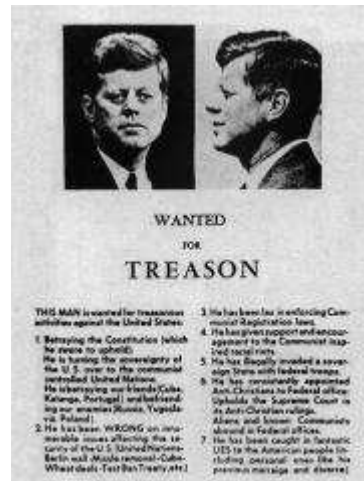 WANTED
FOR
TREASON
THIS MAN is wanted for treasonous
activities against the United States:
1. Betraying the Constitution (which
he swore to uphold):
He is turning the sovereignty of
the U.S. over to the communist
controlled United Nations.
He is betraying our friends (Cuba,
Katanga, Portugal) and befriend-
ing our enemies (Russia, Yugosla-
via, Poland).
2. He has been WRONG on innu-
merable issues affecting the se-
curity of the U.S. (United Nations-
Berlin wall-Missle removal-Cuba-
Wheat deals-Test Ban Treaty, etc.)
3. He has been lax in enforcing Com-
munist Registration laws.
4. He has given support and encour-
agement to the Communist insp-
ired racial riots.
5. He has illegally invaded a sover-
eign State with federal troops.
6. He has consistently appointed
Anti-Christians to Federal office:
Upholds the Supreme Court in
its Anti-Christian rulings.
Aliens and known Communists
abound in Federal offices.
7. He has been caught in fantastic
LIES to the American people (in-
cluding personal ones like his
previous marraige and divorce).